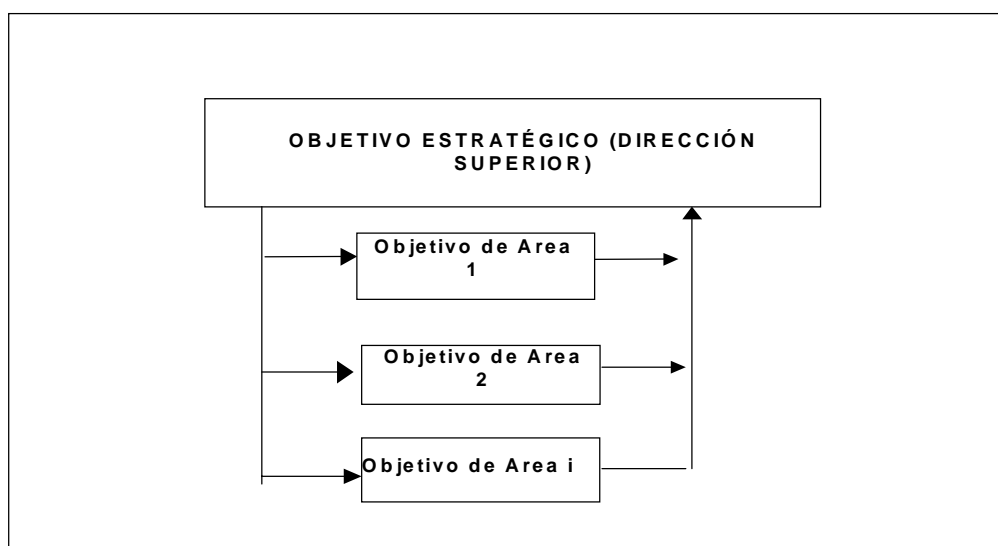 OBJETIVO ESTRATÉGICO (DIRECCIÓN
SUPERIOR)
Objetivo de Area
1
Objetivo de Area
2
Objetivo de Area i